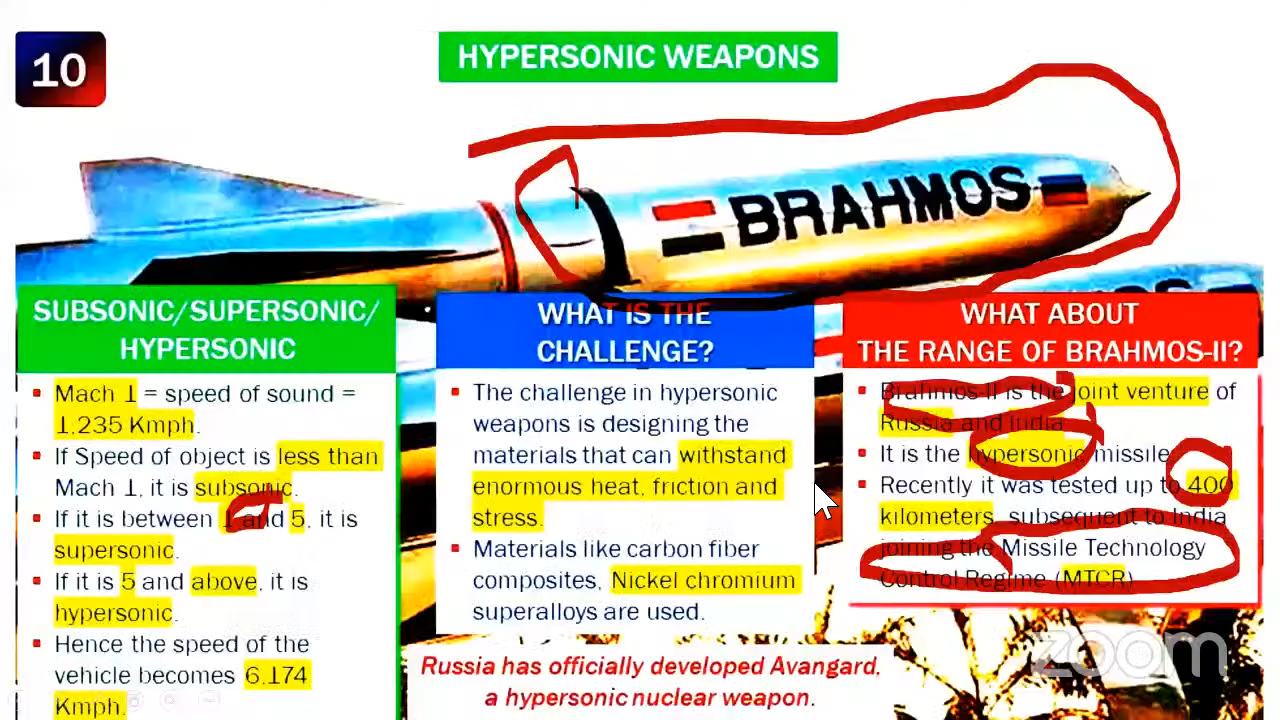 10
HYPERSONIC WEAPONS
BRAHMOS
SUBSONIC/SUPERSONIC/
HYPERSONIC
Mach 1 = speed of sound =
1.235 Kmph.
If Speed of object is less than
Mach 1, it is subsonic.
If it is between 1 and 5, it is
supersonic.
If it is 5 and above, it is
hypersonic.
Hence the speed of the
vehicle becomes 6.174
Kmph.
WHAT IS THE
CHALLENGE?
The challenge in hypersonic
weapons is designing the
materials that can withstand
enormous heat, friction and
stress.
Materials like carbon fiber
composites, Nickel chromium
superalloys are used.
WHAT ABOUT
THE RANGE OF BRAHMOS-II?
Brahmos-II is the joint venture of
Russia and India
It is the hypersonic missile
Recently it was tested up to 400
kilometers, subsequent to India
joining the Missile Technology
Control Regime (MTCR)
Russia has officially developed Avangard,
a hypersonic nuclear weapon.
zoom